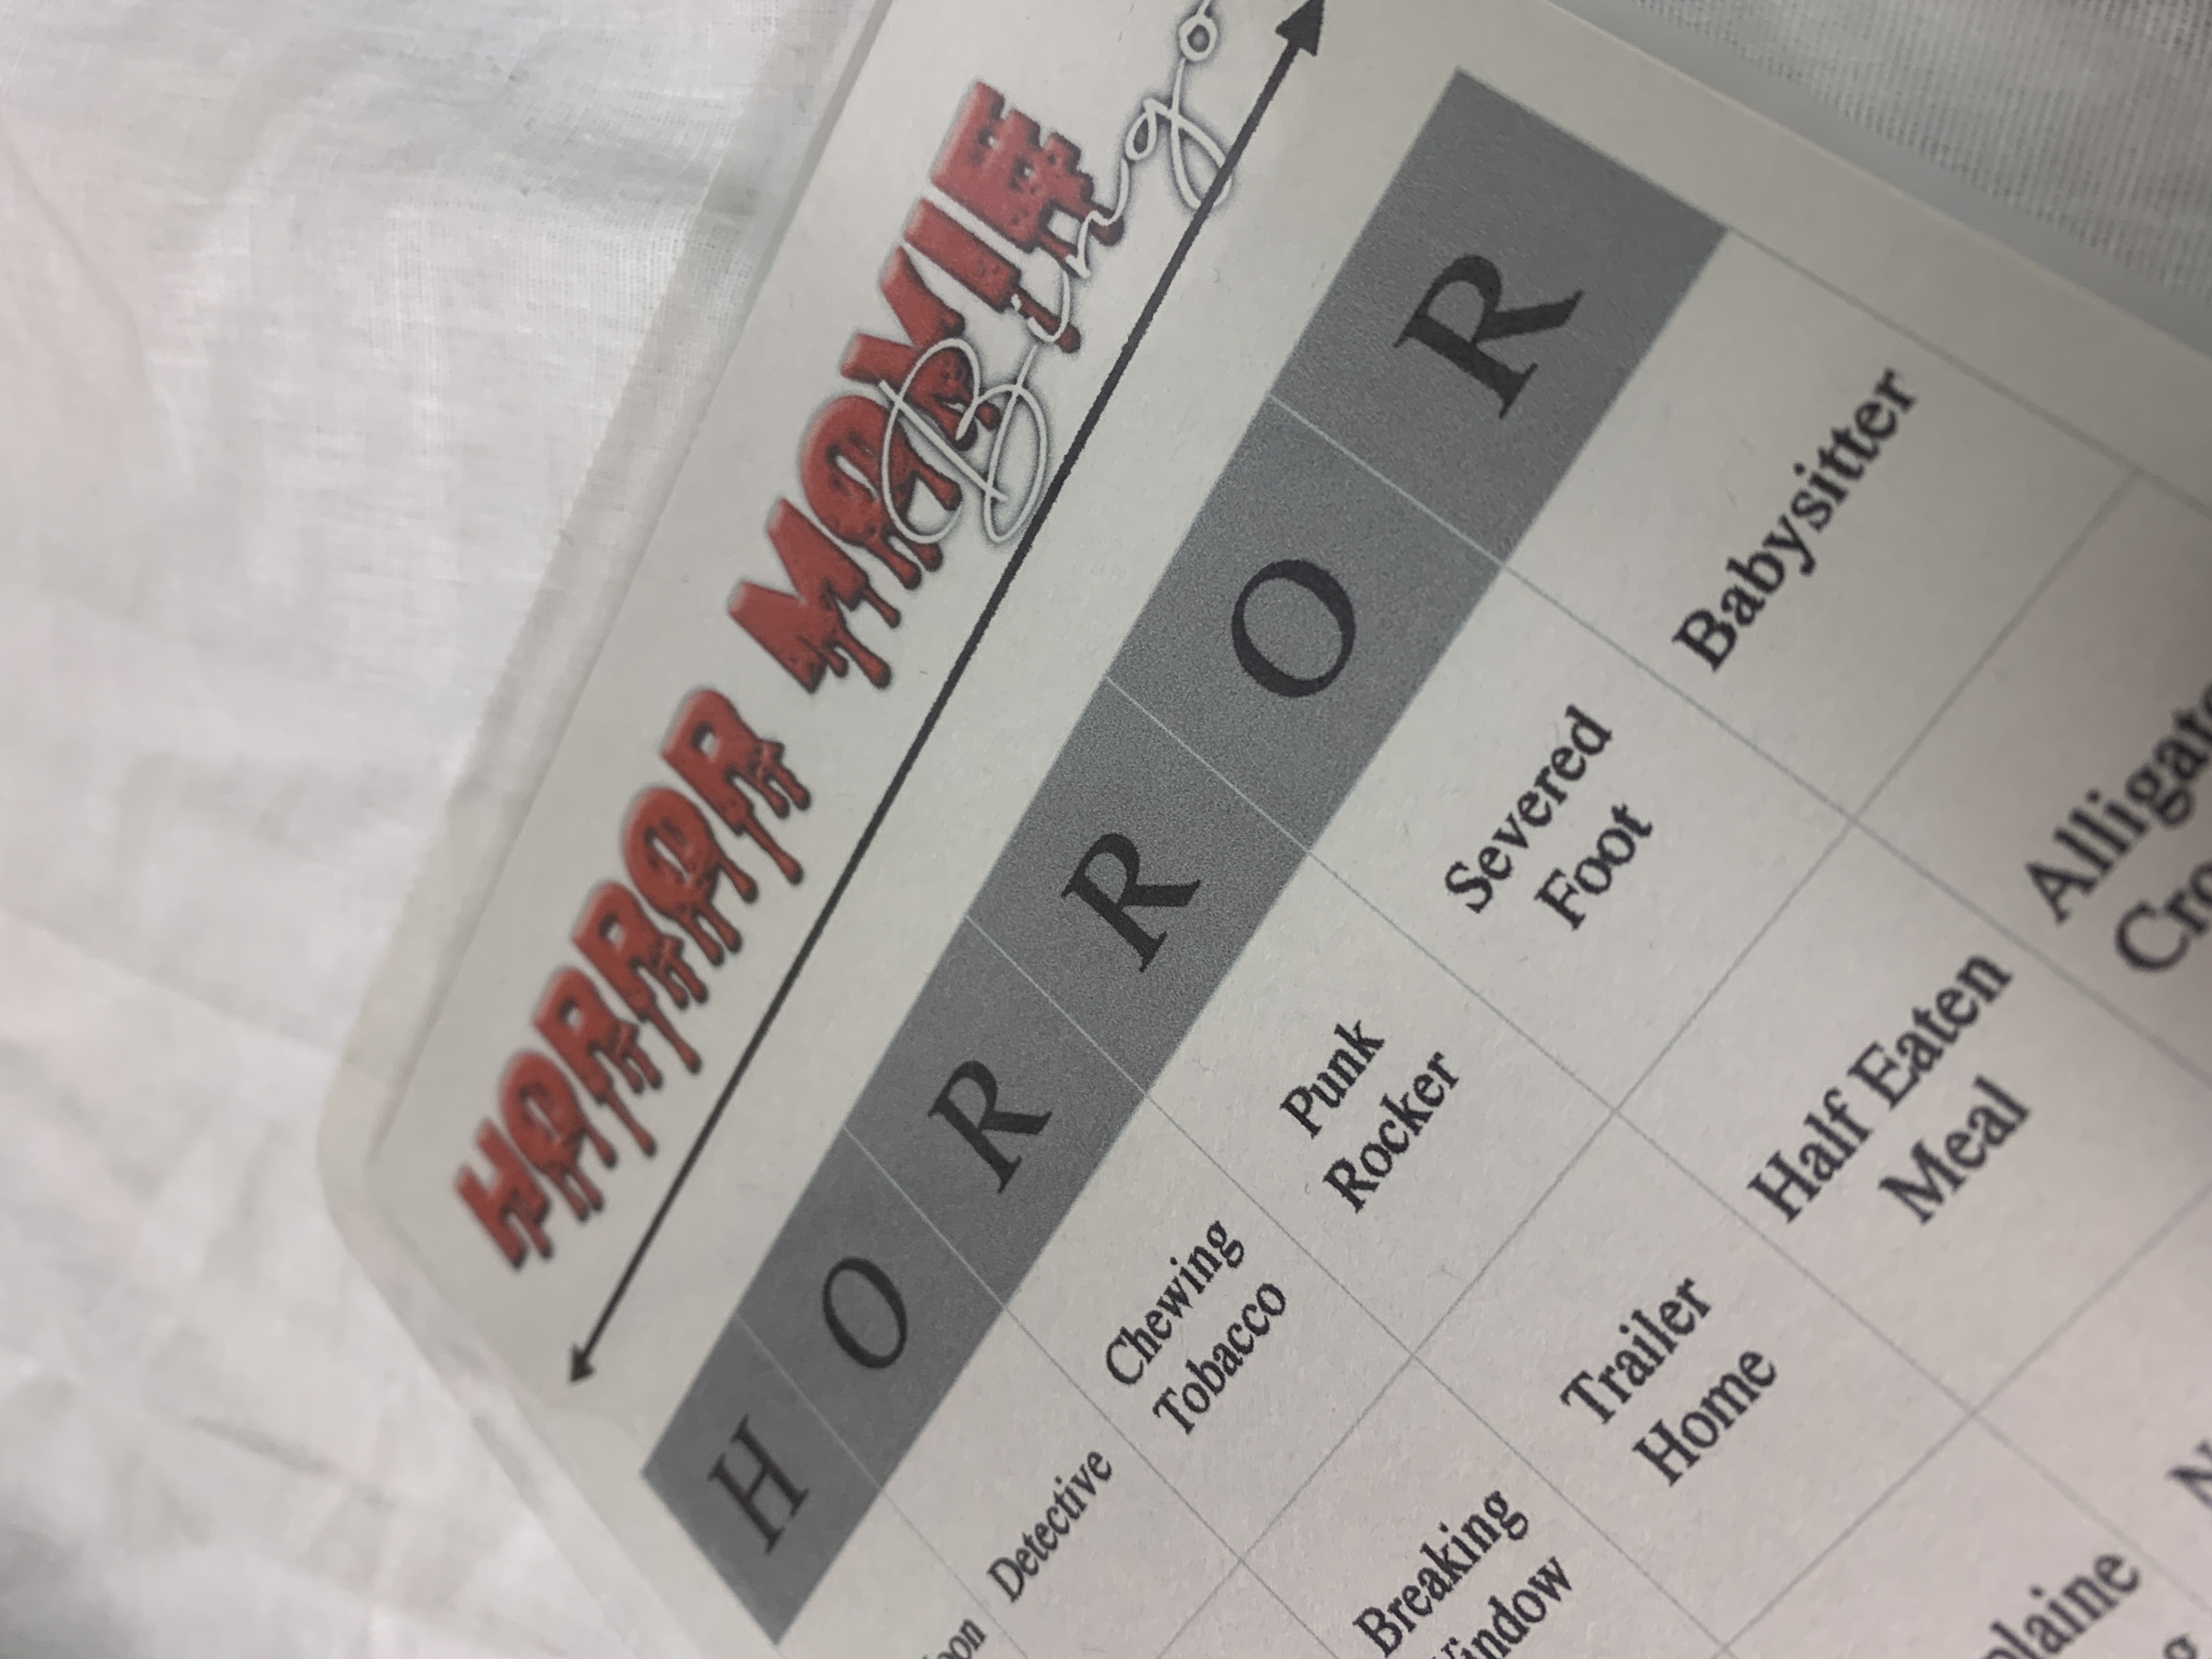 HORROR MOVIE
Bingo
H O R R O R
Detective
Chewing
Tobacco
Punk
Rocker
Severed
Foot
Babysitter
Breaking
Trailer
Home
Half Eaten
Meal